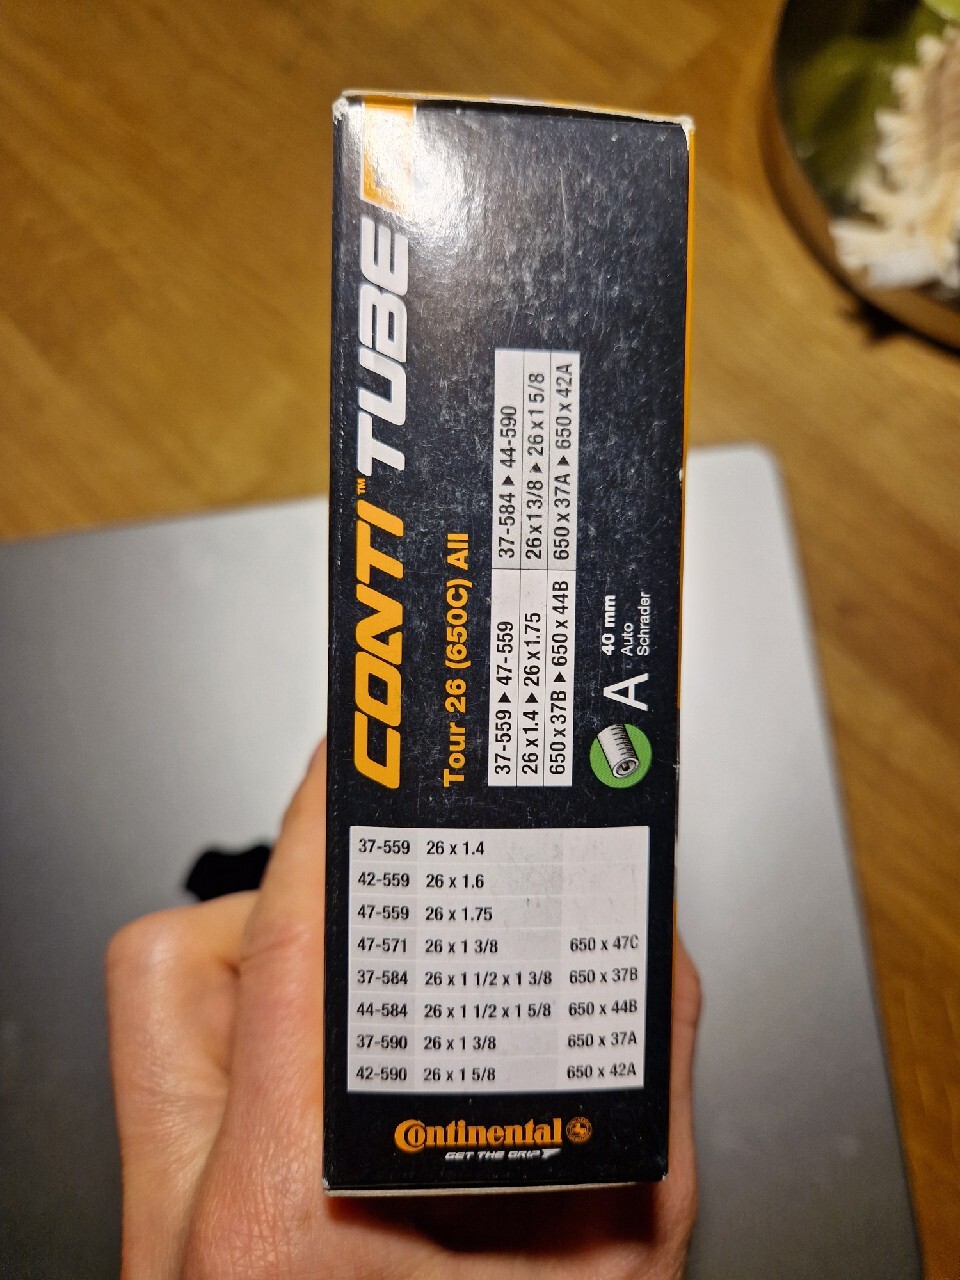 CONTI™TUBE
Tour 26 (650C) All
37-559 ▶ 47-559 37-584 ▶ 44-590
26 x 1.4 ▶ 26 x 1.75 26 x 1 3/8 ▶ 26 x 1 5/8
650 x 37B ▶ 650 x 44B 650 x 37A ▶ 650 x 42A
A 40 mm
Auto
Schrader
37-559 26 x 1.4
42-559 26 x 1.6
47-559 26 x 1.75
47-571 26 x 1 3/8 650 x 47C
37-584 26 x 1 1/2 x 1 3/8 650 x 37B
44-584 26 x 1 1/2 x 1 5/8 650 x 44B
37-590 26 x 1 3/8 650 x 37A
42-590 26 x 1 5/8 650 x 42A
Continental
GET THE GRIP